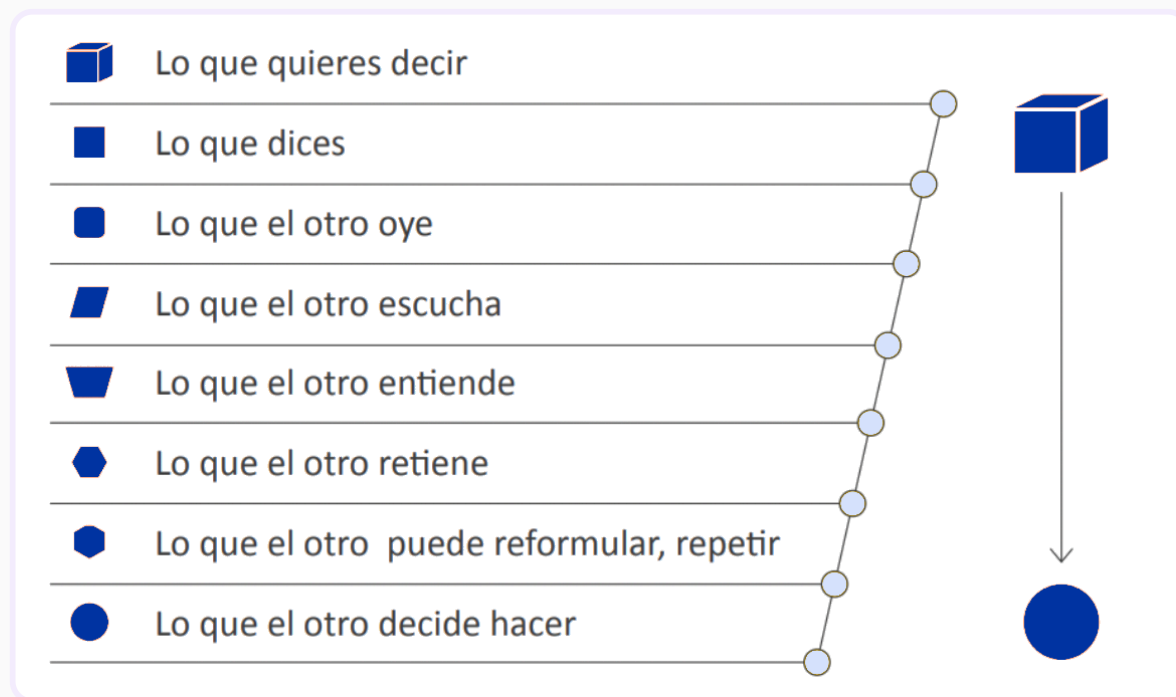 Lo que quieres decir
Lo que dices
Lo que el otro oye
Lo que el otro escucha
Lo que el otro entiende
Lo que el otro retiene
Lo que el otro  puede reformular, repetir
Lo que el otro decide hacer